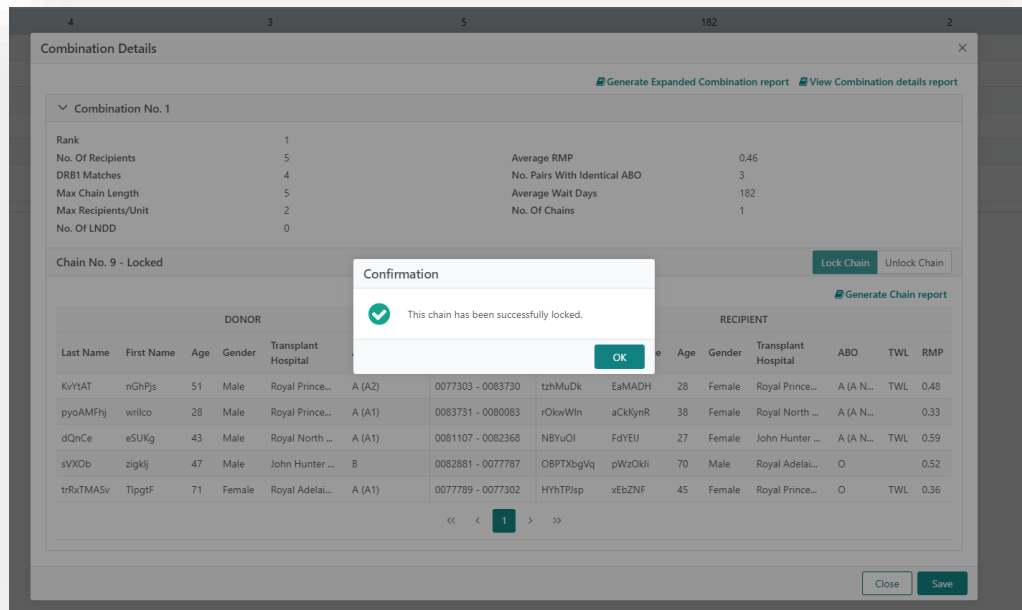 4 3 5 182 2
Combination Details
Generate Expanded Combination report View Combination details report
Combination No. 1
Rank 1
No. Of Recipients 5 Average RMP 0.46
DRB1 Matches 4 No. Pairs With Identical ABO 3
Max Chain Length 5 Average Wait Days 182
Max Recipients/Unit 2 No. Of Chains 1
No. Of LNDD 0
Chain No. 9 - Locked Lock Chain Unlock Chain
Confirmation
This chain has been successfully locked.
OK
Generate Chain report
DONOR RECIPIENT
Last Name First Name Age Gender Transplant Hospital Age Gender Transplant Hospital ABO TWL RMP
KvYtAT nGhPjs 51 Male Royal Prince... A (A2) 0077303 - 0083730 tzhMuDk EaMADH 28 Female Royal Prince... A (A N... TWL 0.48
pyoAMFhj wrilco 28 Male Royal Prince... A (A1) 0083731 - 0080083 rOkwWln aCkKynR 38 Female Royal North ... A (A N... 0.33
dQnCe eSUKg 43 Male Royal North ... A (A1) 0081107 - 0082368 NBYuOI FdYEIJ 27 Female John Hunter ... A (A N... TWL 0.59
sVXOb zigklj 47 Male John Hunter ... B 0082881 - 0077787 OBPTXbgVq pWzOkli 70 Male Royal Adelai... O 0.52
trRxTMASv TlpgtF 71 Female Royal Adelai... A (A1) 0077789 - 0077302 HYhTPJsp xEbZNF 45 Female Royal Prince... O TWL 0.36
1
Close Save